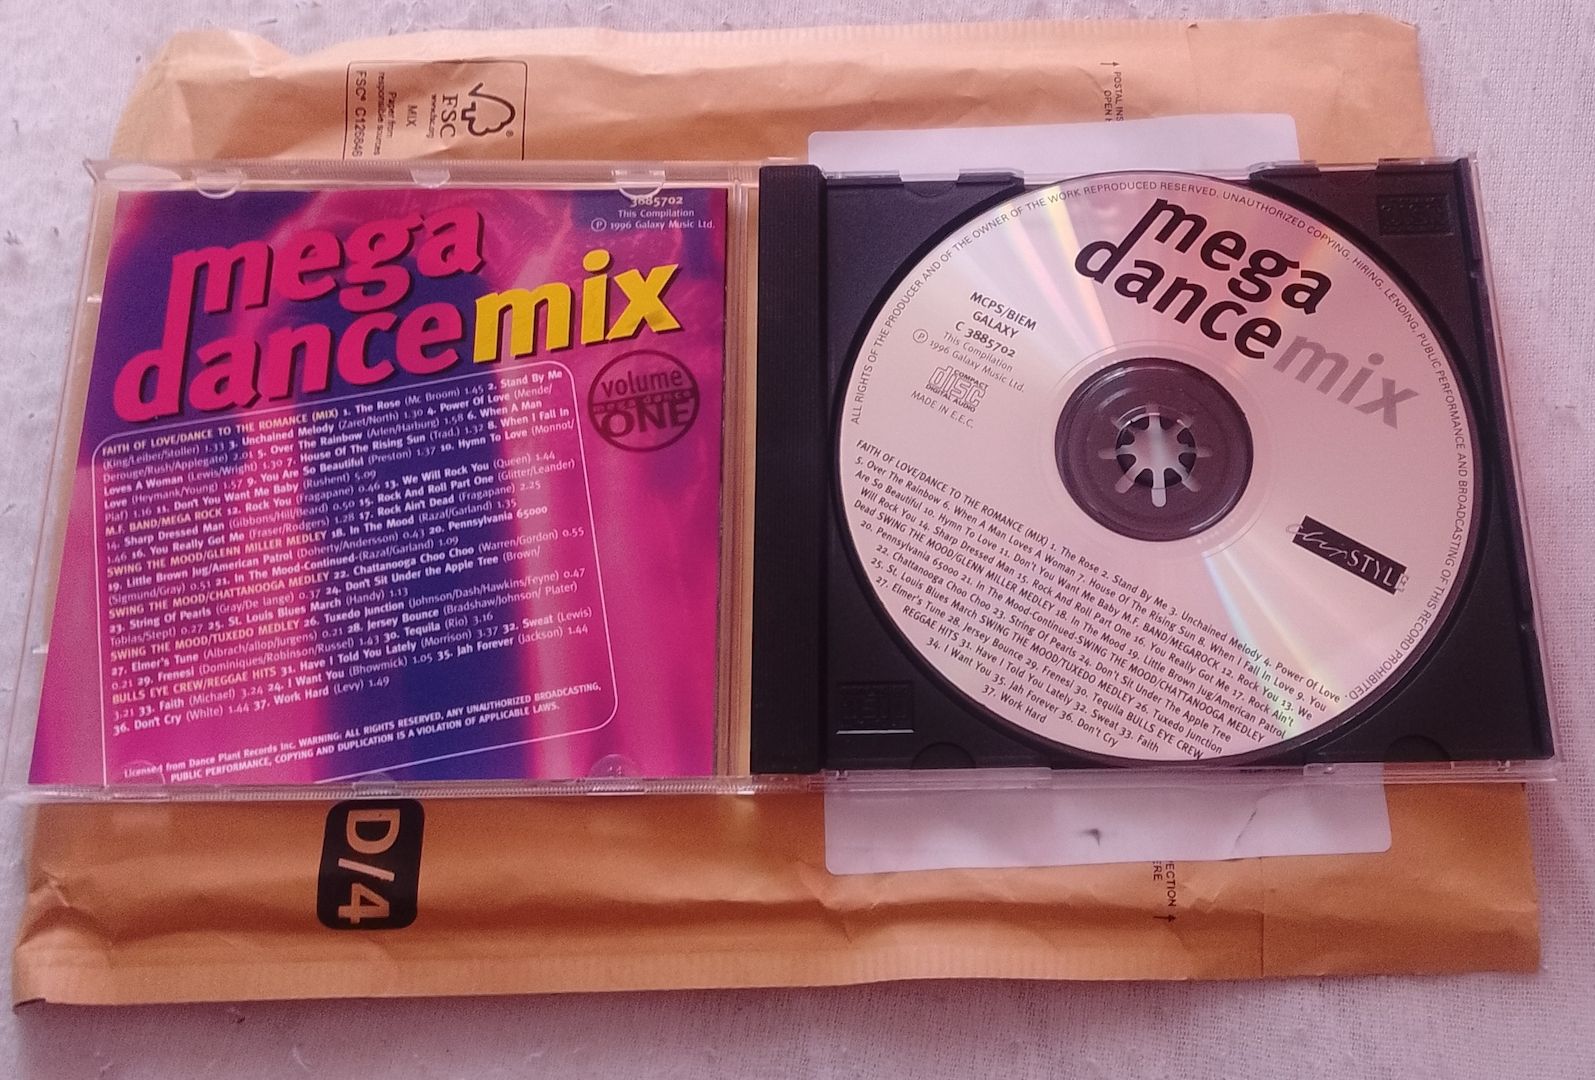 FSC
www.fsc.org
MIX
Paper from
responsible sources
FSC® C126846
POSTAL INS
OPEN
3885702
This Compilation
℗ 1996 Galaxy Music Ltd.
mega
dancemix
volume
mega dance
ONE
FAITH OF LOVE/DANCE TO THE ROMANCE (MIX) 1. The Rose (Mc Broom) 1.45 2. Stand By Me
(King/Leiber/Stoller) 1.33 3. Unchained Melody (Zaret/North) 1.30 4. Power Of Love (Mende/
Derouse/Rush/Applegate) 2.01 5. Over The Rainbow (Arlen/Harburg) 1.58 6. When A Man
Loves A Woman (Lewis/Wright) 1.30 7. House Of The Rising Sun (Trad.) 1.32 8. When I Fall In
Love (Heymank/Young) 1.57 9. You Are So Beautiful (Preston) 1.37 10. Hymn To Love (Monnot/
Piaf) 1.16 11. Don't You Want Me Baby (Rushent) 5.09
M.F. BAND/MEGA ROCK 12. Rock You (Fragapane) 0.46 13. We Will Rock You (Queen) 1.44
14. Sharp Dressed Man (Gibbons/Hill/Beard) 0.50 15. Rock And Roll Part One (Glitter/Leander)
1.46 16. You Really Got Me (Fraser/Rodgers) 1.28 17. Rock Ain't Dead (Fragapane) 2.25
SWING THE MOOD/GLENN MILLER MEDLEY 18. In The Mood (Razaf/Garland) 1.35
19. Little Brown Jug/American Patrol (Doherty/Andersson) 0.43 20. Pennsylvania 65000
(Sigmund/Gray) 0.51 21. In The Mood-Continued-(Razaf/Garland) 1.09
SWING THE MOOD/CHATTANOOGA MEDLEY 22. Chattanooga Choo Choo (Warren/Gordon) 0.55
23. String Of Pearls (Gray/De lange) 0.37 24. Don't Sit Under the Apple Tree (Brown/
Tobias/Stept) 0.27 25. St. Louis Blues March (Handy) 1.13
SWING THE MOOD/TUXEDO MEDLEY 26. Tuxedo Junction (Johnson/Dash/Hawkins/Feyne) 0.47
27. Elmer's Tune (Albrach/allop/Jurgens) 0.21 28. Jersey Bounce (Bradshaw/Johnson/ Plater)
0.21 29. Frenesi (Dominiques/Robinson/Russel) 1.43 30. Tequila (Rio) 3.16
BULLS EYE CREW/REGGAE HITS 31. Have I Told You Lately (Morrison) 3.37 32. Sweat (Lewis)
3.21 33. Faith (Michael) 3.24 24. I Want You (Bhowmick) 1.05 35. Jah Forever (Jackson) 1.44
36. Don't Cry (White) 1.44 37. Work Hard (Levy) 1.49
Licensed from Dance Plant Records Inc. WARNING: ALL RIGHTS RESERVED, ANY UNAUTHORIZED BROADCASTING,
PUBLIC PERFORMANCE, COPYING AND DUPLICATION IS A VIOLATION OF APPLICABLE LAWS.
ALL RIGHTS OF THE PRODUCER AND OF THE OWNER OF THE WORK REPRODUCED RESERVED. UNAUTHORIZED COPYING, HIRING, LENDING, PUBLIC PERFORMANCE AND BROADCASTING OF THIS RECORD PROHIBITED.
mega
dancemix
MCPS/BIEM
GALAXY
C 3885702
This Compilation
℗ 1996 Galaxy Music Ltd.
COMPACT
disc
DIGITAL AUDIO
MADE IN E.E.C.
FAITH OF LOVE/DANCE TO THE ROMANCE (MIX) 1. The Rose 2. Stand By Me 3. Unchained Melody 4. Power Of Love
5. Over The Rainbow 6. When A Man Loves A Woman 7. House Of The Rising Sun 8. When I Fall In Love 9. You
Are So Beautiful 10. Hymn To Love 11. Don't You Want Me Baby M.F. BAND/MEGAROCK 12. Rock You 13. We
Will Rock You 14. Sharp Dressed Man 15. Rock And Roll Part One 16. You Really Got Me 17. Rock Ain't
Dead SWING THE MOOD/GLENN MILLER MEDLEY 18. In The Mood 19. Little Brown Jug/American Patrol
20. Pennsylvania 65000 21. In The Mood-Continued-SWING THE MOOD/CHATTANOOGA MEDLEY
22. Chattanooga Choo Choo 23. String Of Pearls 24. Don't Sit Under The Apple Tree
25. St. Louis Blues March SWING THE MOOD/TUXEDO MEDLEY 26. Tuxedo Junction
27. Elmer's Tune 28. Jersey Bounce 29. Frenesi 30. Tequila BULLS EYE CREW
REGGAE HITS 31. Have I Told You Lately 32. Sweat 33. Faith
34. I Want You 35. Jah Forever 36. Don't Cry
37. Work Hard
D/4
ECTION
ERE